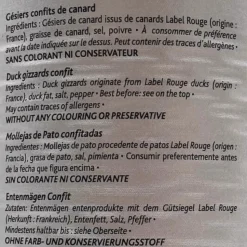 Gésiers confits de canard
Ingrédients : Gésiers de canard issus de canards Label Rouge (origine :
France), graisse de canard, sel, poivre • À consommer de préférence
avant la date indiquée sur le dessus. Peut contenir des traces d'allergènes •
SANS COLORANT NI CONSERVATEUR
Duck gizzards confit
Ingredients : Duck gizzards originate from Label Rouge ducks (origin :
France), duck fat, salt, pepper • Best before: see on the top •
May contain traces of allergens •
WITHOUT ANY COLOURING OR PRESERVATIVE
Mollejas de Pato confitadas
Ingredientes : Mollejas de pato procedente de patos Label Rouge (origen :
Francia), grasa de pato, sal, pimienta • Consumir preferentemente antes
de la fecha que figura encima •
SIN COLORANTE NI CONSERVANTE
Entenmägen Confit
Zutaten: Entenmägen entenprodukte mit dem Gütsiegel Label Rouge
(Herkunft : Frankreich), Entenfett, Salz, Pfeffer •
Mindestens haltbar bis : siehe Oberseite •
OHNE FARB- UND KONSERVIERUNGSSTOFF